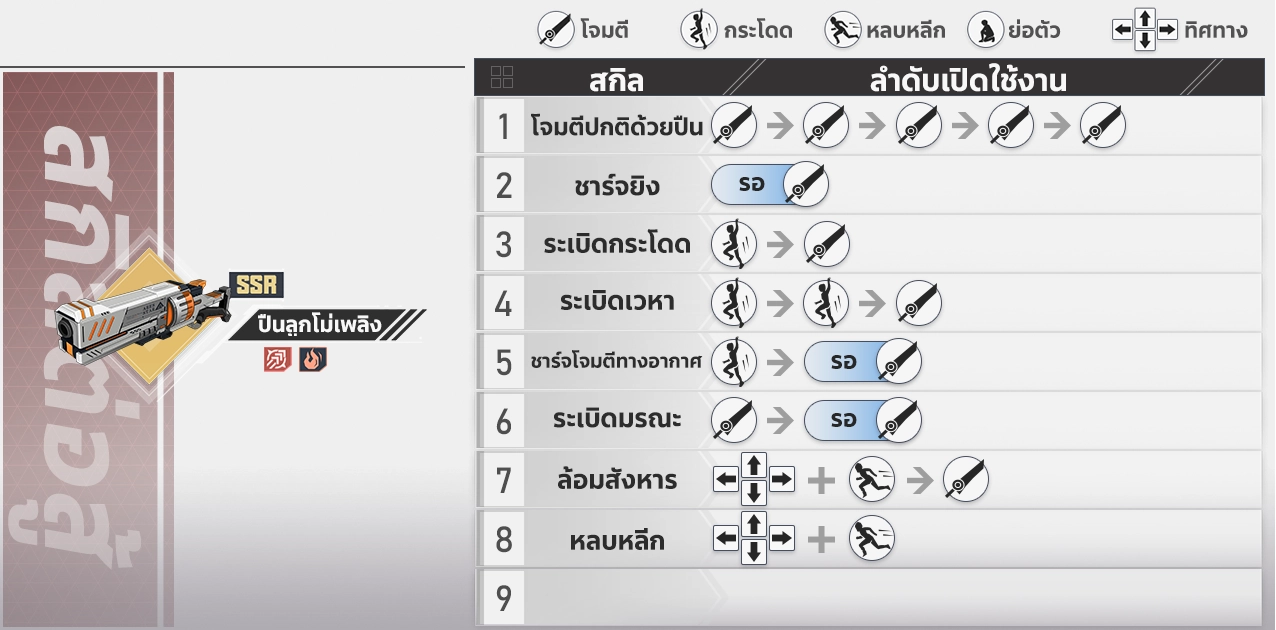 โจมตี กระโดด หลบหลีก ย่อตัว ทิศทาง
สกิล ลำดับเปิดใช้งาน
1 โจมตีปกติด้วยปืน
2 ชาร์จยิง รอ
3 ระเบิดกระโดด
4 ระเบิดเวหา
5 ชาร์จโจมตีทางอากาศ รอ
6 ระเบิดมรณะ รอ
7 ล้อมสังหาร
8 หลบหลีก
9
สกิลต่อสู้
SSR
ปืนลูกโม่เพลิง